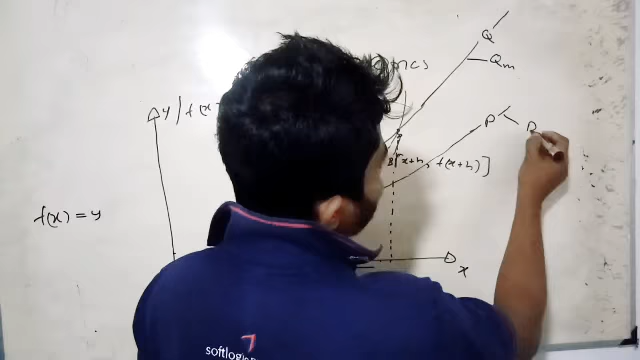 Q
Qm
y/f(x
P
B[x+h, f(x+h)]
f(x) = y
x
softlogic